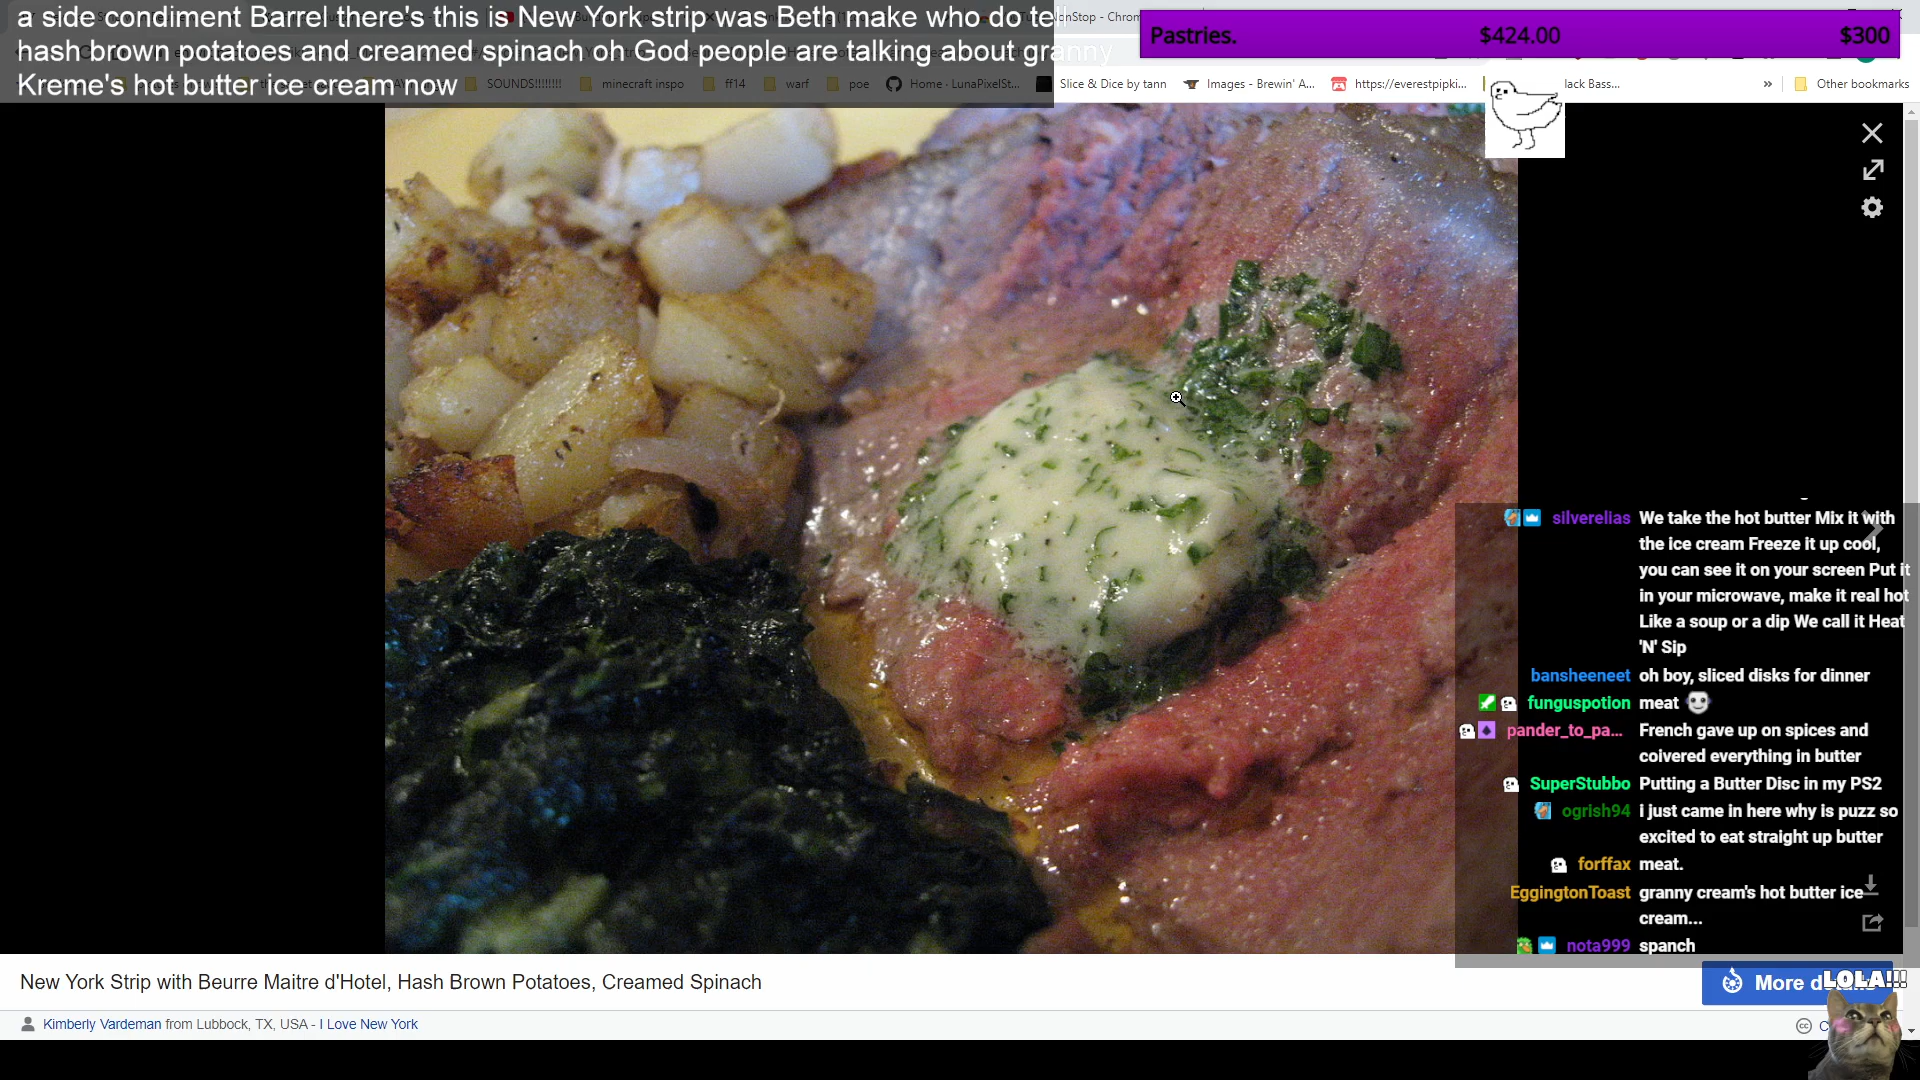 a side condiment Barrel there's this is New York strip was Beth make who do tell
hash brown potatoes and creamed spinach oh God people are talking about granny
Kreme's hot butter ice cream now
Pastries. $424.00 $300
SOUNDS!!!!!!!! minecraft inspo ff14 warf poe Home · LunaPixelSt... Slice & Dice by tann Images - Brewin' A... https://everestpipki... lack Bass... » Other bookmarks
silverelias We take the hot butter Mix it with
the ice cream Freeze it up cool,
you can see it on your screen Put it
in your microwave, make it real hot
Like a soup or a dip We call it Heat
'N' Sip
bansheeneet oh boy, sliced disks for dinner
funguspotion meat
pander_to_pa... French gave up on spices and
coivered everything in butter
SuperStubbo Putting a Butter Disc in my PS2
ogrish94 i just came in here why is puzz so
excited to eat straight up butter
forffax meat.
EggingtonToast granny cream's hot butter ice
cream...
nota999 spanch
New York Strip with Beurre Maitre d'Hotel, Hash Brown Potatoes, Creamed Spinach
More d
LOLA!!!
Kimberly Vardeman from Lubbock, TX, USA - I Love New York